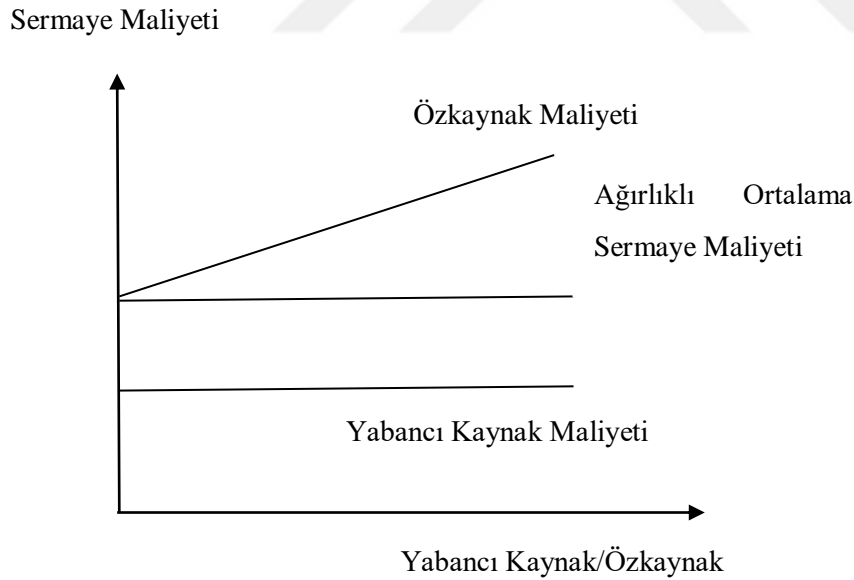 Sermaye Maliyeti
Özkaynak Maliyeti
Ağırlıklı Ortalama
Sermaye Maliyeti
Yabancı Kaynak Maliyeti
Yabancı Kaynak/Özkaynak